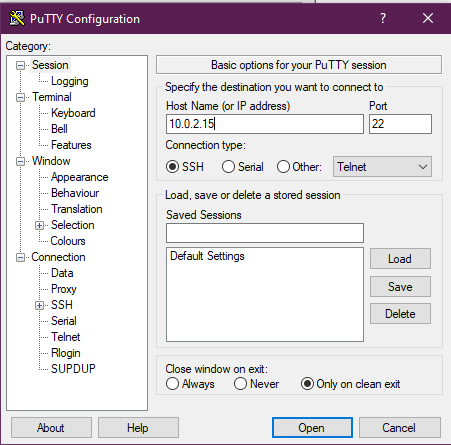 PuTTY Configuration
?
Category:
Session
Logging
Terminal
Keyboard
Bell
Features
Window
Appearance
Behaviour
Translation
Selection
Colours
Connection
Data
Proxy
SSH
Serial
Telnet
Rlogin
SUPDUP
Basic options for your PuTTY session
Specify the destination you want to connect to
Host Name (or IP address) Port
10.0.2.15 22
Connection type:
SSH Serial Other: Telnet
Load, save or delete a stored session
Saved Sessions
Default Settings
Load
Save
Delete
Close window on exit:
Always Never Only on clean exit
About Help Open Cancel